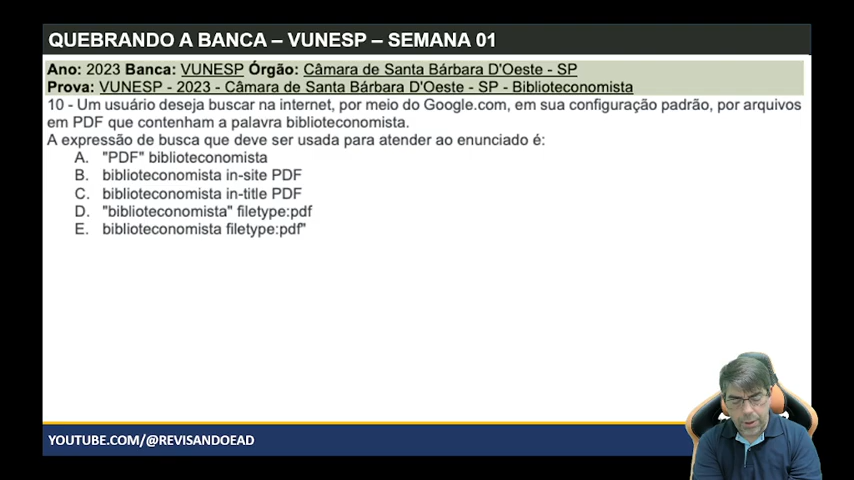 QUEBRANDO A BANCA – VUNESP – SEMANA 01
Ano: 2023 Banca: VUNESP Órgão: Câmara de Santa Bárbara D'Oeste - SP
Prova: VUNESP - 2023 - Câmara de Santa Bárbara D'Oeste - SP - Biblioteconomista
10 - Um usuário deseja buscar na internet, por meio do Google.com, em sua configuração padrão, por arquivos
em PDF que contenham a palavra biblioteconomista.
A expressão de busca que deve ser usada para atender ao enunciado é:
A. "PDF" biblioteconomista
B. biblioteconomista in-site PDF
C. biblioteconomista in-title PDF
D. "biblioteconomista" filetype:pdf
E. biblioteconomista filetype:pdf"
YOUTUBE.COM/@REVISANDOEAD